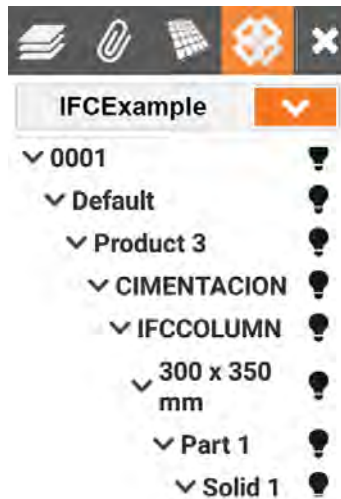 IFCExample
0001
Default
Product 3
CIMENTACION
IFCCOLUMN
300 x 350
mm
Part 1
Solid 1